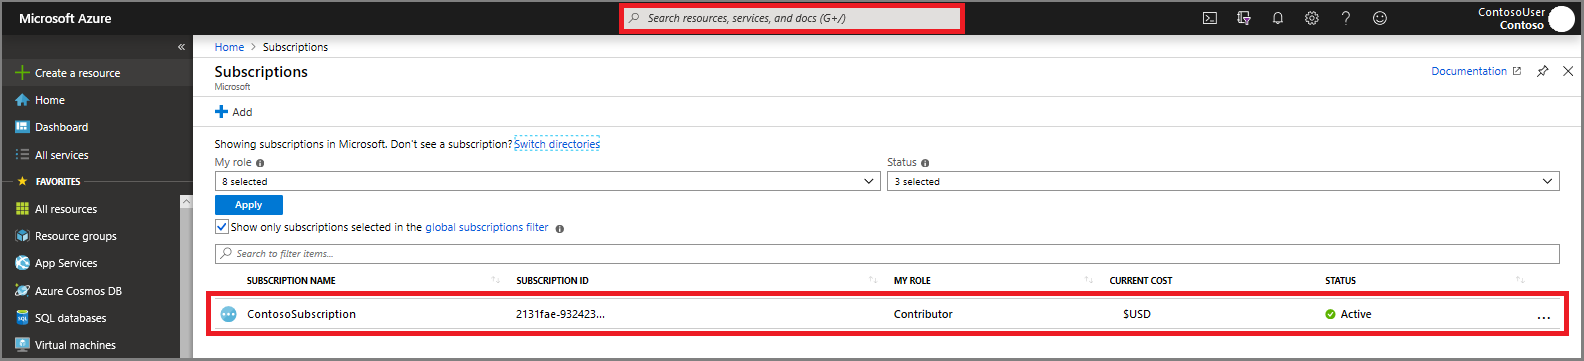 Microsoft Azure
Search resources, services, and docs (G+/)
ContosoUser
Contoso
«
Create a resource
Home
Dashboard
All services
FAVORITES
All resources
Resource groups
App Services
Azure Cosmos DB
SQL databases
Virtual machines
Home > Subscriptions
Subscriptions
Microsoft
Documentation
Add
Showing subscriptions in Microsoft. Don't see a subscription? Switch directories
My role
Status
8 selected
3 selected
Apply
Show only subscriptions selected in the global subscriptions filter
Search to filter items...
SUBSCRIPTION NAME SUBSCRIPTION ID MY ROLE CURRENT COST STATUS
ContosoSubscription 2131fae-932423... Contributor $USD Active ...